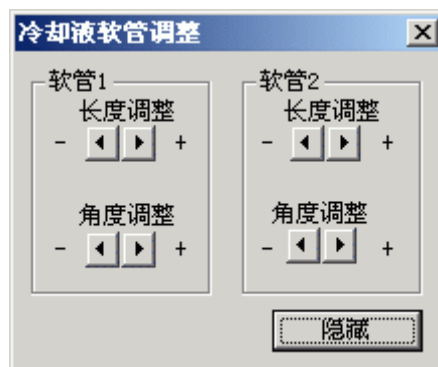 冷却液软管调整
软管1
长度调整
- +
角度调整
- +
软管2
长度调整
- +
角度调整
- +
隐藏